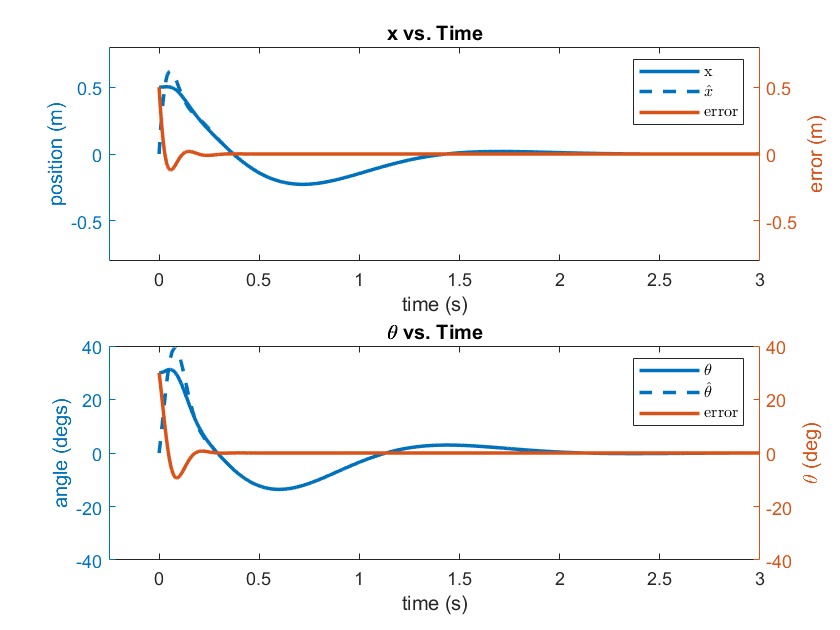 x vs. Time
position (m)
0.5
0
-0.5
x
x̂
error
0.5
0
-0.5
error (m)
0
0.5
1
1.5
2
2.5
3
time (s)
θ vs. Time
angle (degs)
40
20
0
-20
-40
θ
θ̂
error
40
20
0
-20
-40
θ (deg)
0
0.5
1
1.5
2
2.5
3
time (s)